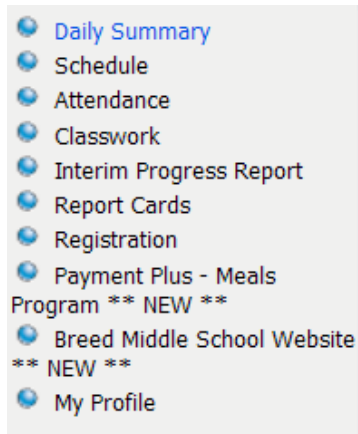 Daily Summary
Schedule
Attendance
Classwork
Interim Progress Report
Report Cards
Registration
Payment Plus - Meals
Program ** NEW **
Breed Middle School Website
** NEW **
My Profile